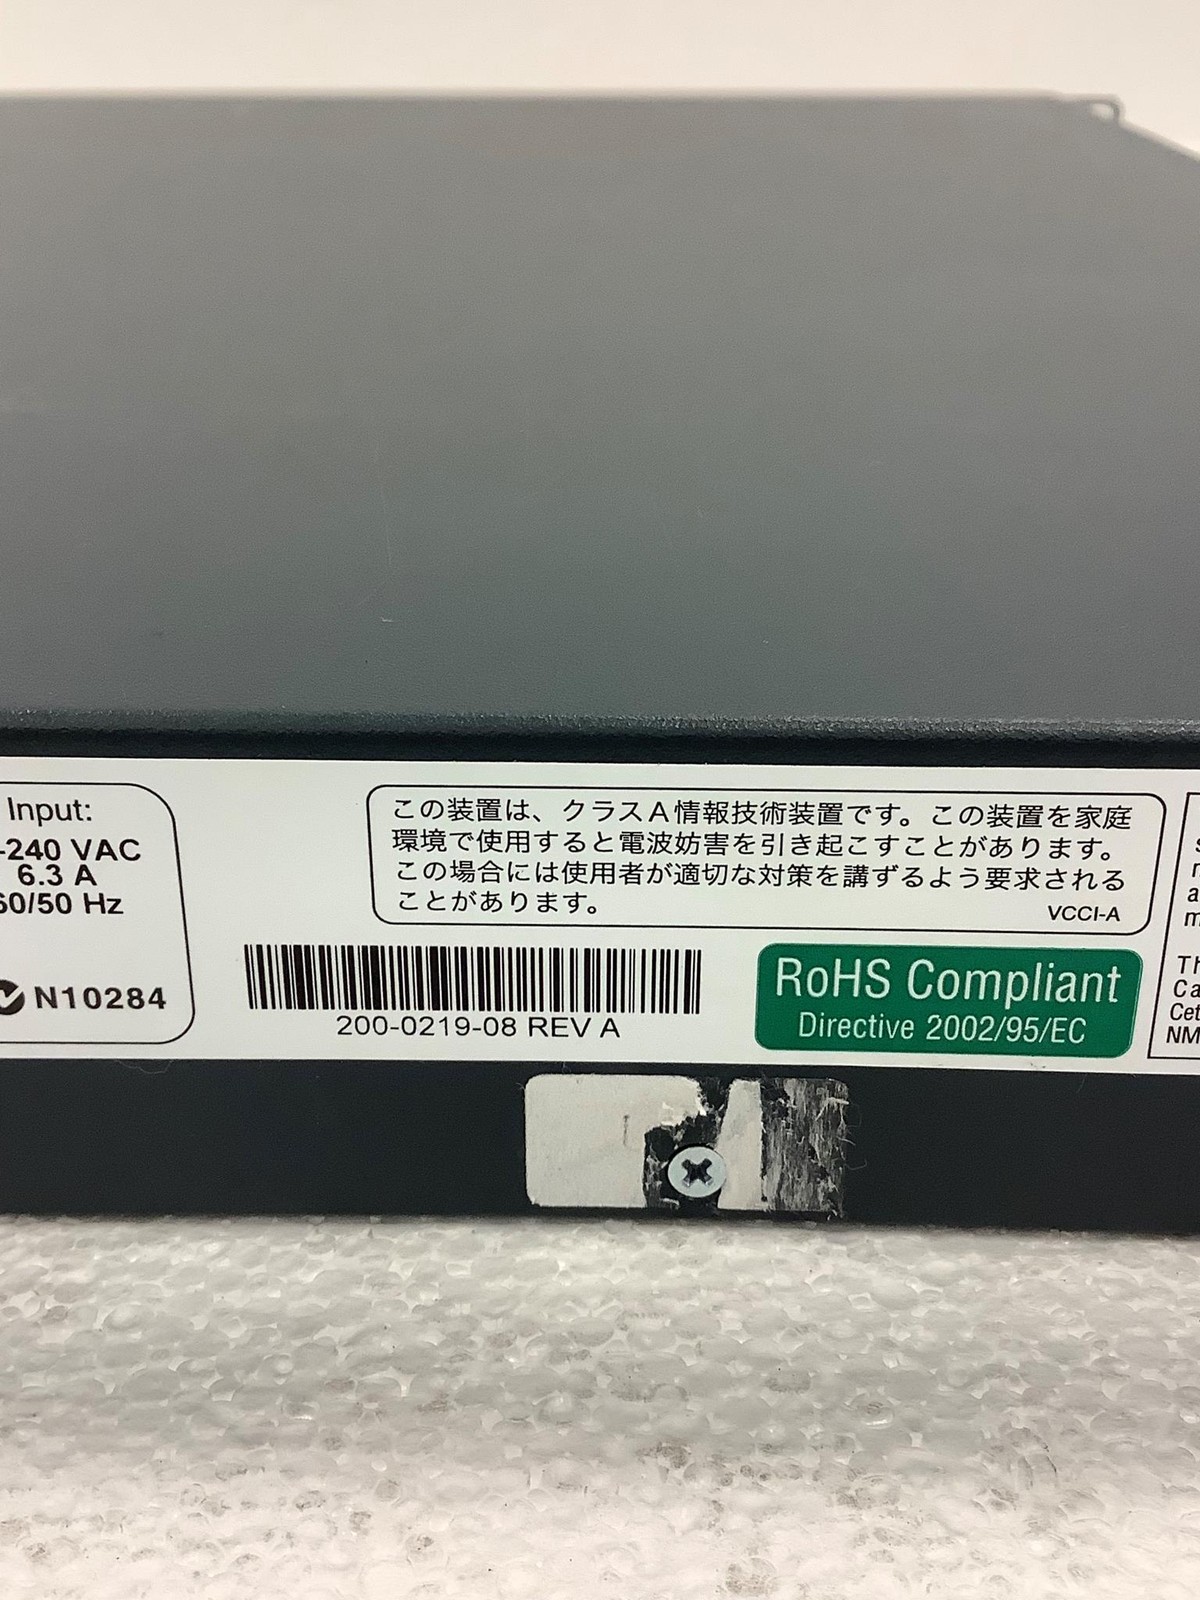 Input:
-240 VAC
6.3 A
60/50 Hz
N10284
この装置は、クラスA情報技術装置です。この装置を家庭
環境で使用すると電波妨害を引き起こすことがあります。
この場合には使用者が適切な対策を講ずるよう要求される
ことがあります。
VCCI-A
200-0219-08 REV A
RoHS Compliant
Directive 2002/95/EC
Th
Ca
Cet
NM